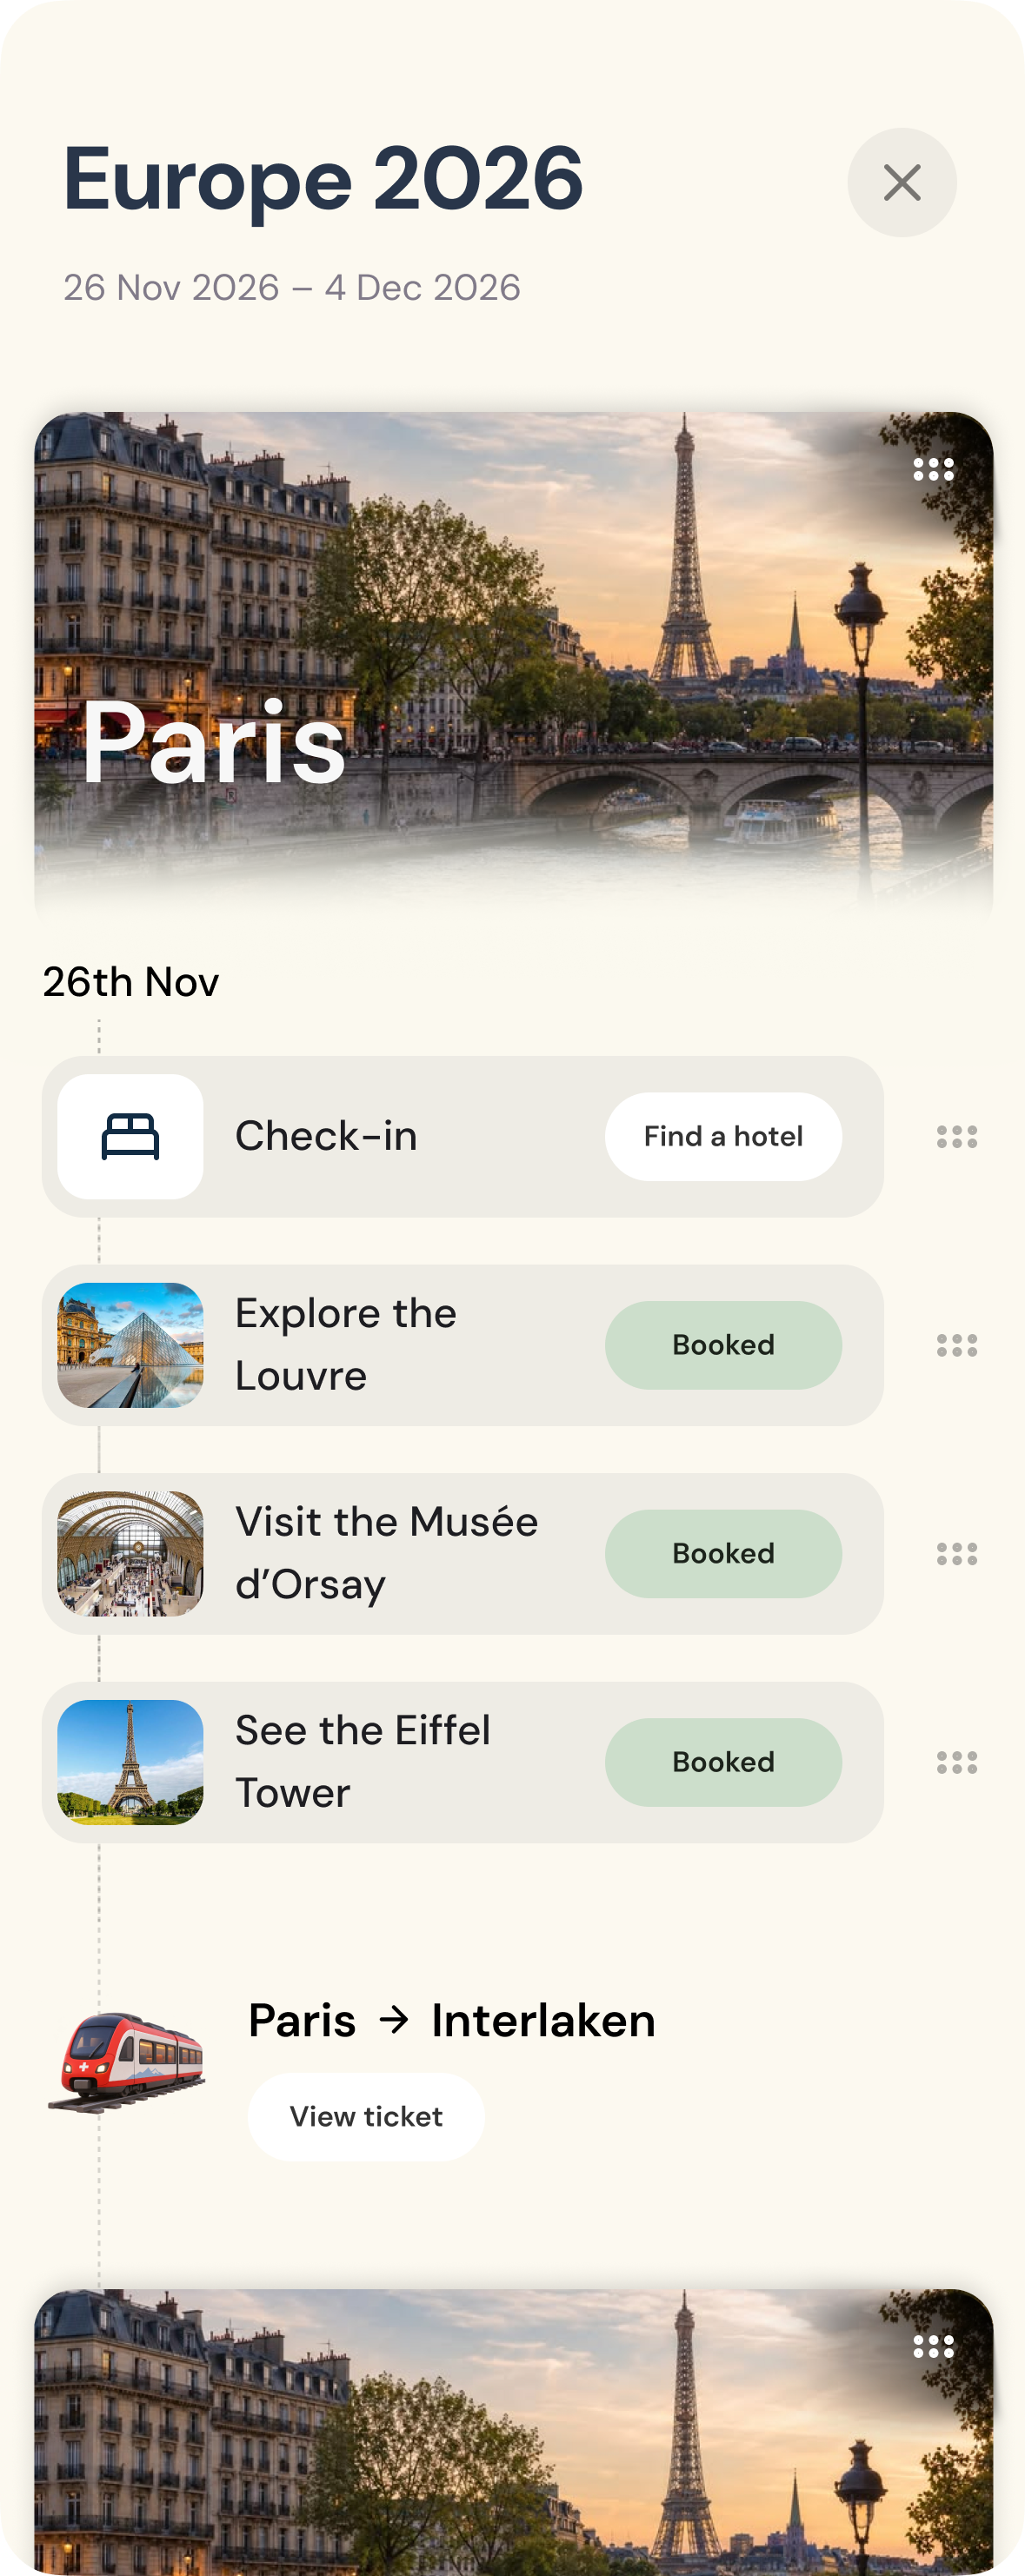 Europe 2026
26 Nov 2026 – 4 Dec 2026
Paris
26th Nov
Check-in
Find a hotel
Explore the
Louvre
Booked
Visit the Musée
d’Orsay
Booked
See the Eiffel
Tower
Booked
Paris → Interlaken
View ticket